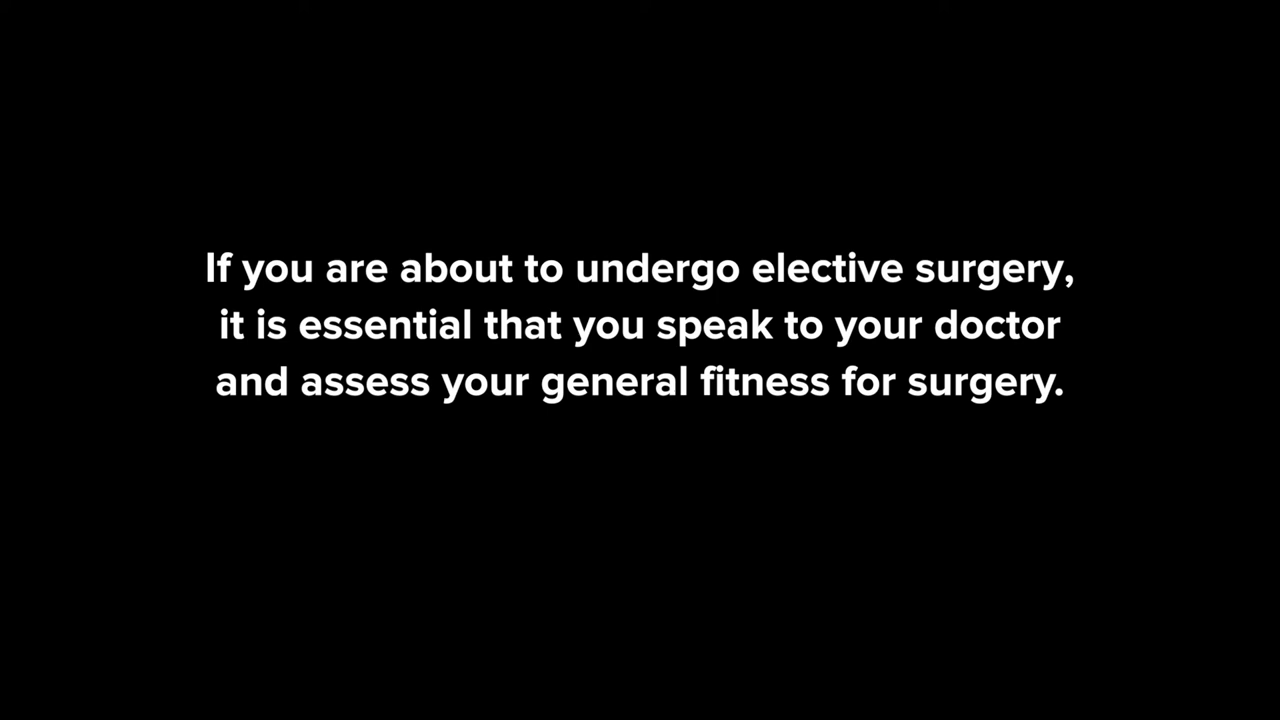 If you are about to undergo elective surgery,
it is essential that you speak to your doctor
and assess your general fitness for surgery.